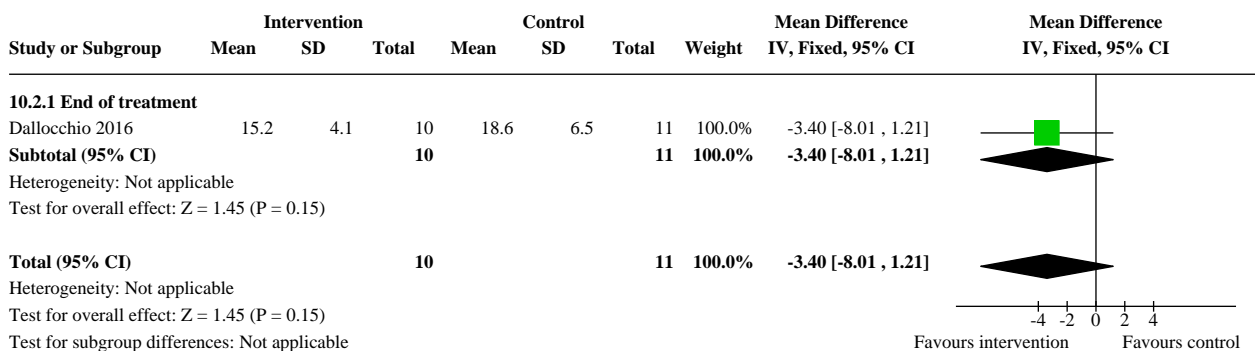 Intervention Control Mean Difference Mean Difference
Study or Subgroup Mean SD Total Mean SD Total Weight IV, Fixed, 95% CI IV, Fixed, 95% CI
10.2.1 End of treatment
Dallocchio 2016 15.2 4.1 10 18.6 6.5 11 100.0% -3.40 [-8.01 , 1.21]
Subtotal (95% CI) 10 11 100.0% -3.40 [-8.01 , 1.21]
Heterogeneity: Not applicable
Test for overall effect: Z = 1.45 (P = 0.15)
Total (95% CI) 10 11 100.0% -3.40 [-8.01 , 1.21]
Heterogeneity: Not applicable
Test for overall effect: Z = 1.45 (P = 0.15) -4 -2 0 2 4
Test for subgroup differences: Not applicable Favours intervention Favours control